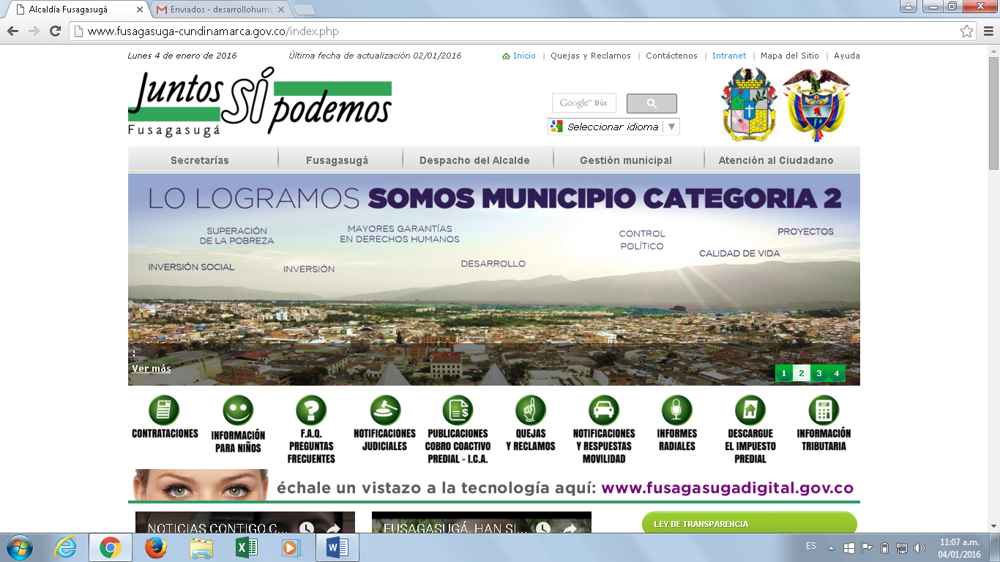 Alcaldía Fusagasugá
Enviados - desarrollohuma
www.fusagasuga-cundinamarca.gov.co/index.php
Lunes 4 de enero de 2016
Última fecha de actualización 02/01/2016
Inicio
Quejas y Reclamos
Contáctenos
Intranet
Mapa del Sitio
Ayuda
Juntos SÍ podemos
Fusagasugá
Google™ Bús
Seleccionar idioma
Secretarías
Fusagasugá
Despacho del Alcalde
Gestión municipal
Atención al Ciudadano
LO LOGRAMOS SOMOS MUNICIPIO CATEGORIA 2
SUPERACIÓN
DE LA POBREZA
MAYORES GARANTÍAS
EN DERECHOS HUMANOS
CONTROL
POLÍTICO
PROYECTOS
INVERSIÓN SOCIAL
INVERSIÓN
DESARROLLO
CALIDAD DE VIDA
:
Ver más
1 2 3 4
CONTRATACIONES
INFORMACIÓN
PARA NIÑOS
F.A.Q.
PREGUNTAS
FRECUENTES
NOTIFICACIONES
JUDICIALES
PUBLICACIONES
COBRO COACTIVO
PREDIAL - I.C.A.
QUEJAS
Y RECLAMOS
NOTIFICACIONES
Y RESPUESTAS
MOVILIDAD
INFORMES
RADIALES
DESCARGUE
EL IMPUESTO
PREDIAL
INFORMACIÓN
TRIBUTARIA
échale un vistazo a la tecnología aquí: www.fusagasugadigital.gov.co
NOTICIAS CONTIGO C...
FUSAGASUGÁ, HAN SI...
LEY DE TRANSPARENCIA
ES
11:07 a.m.
04/01/2016